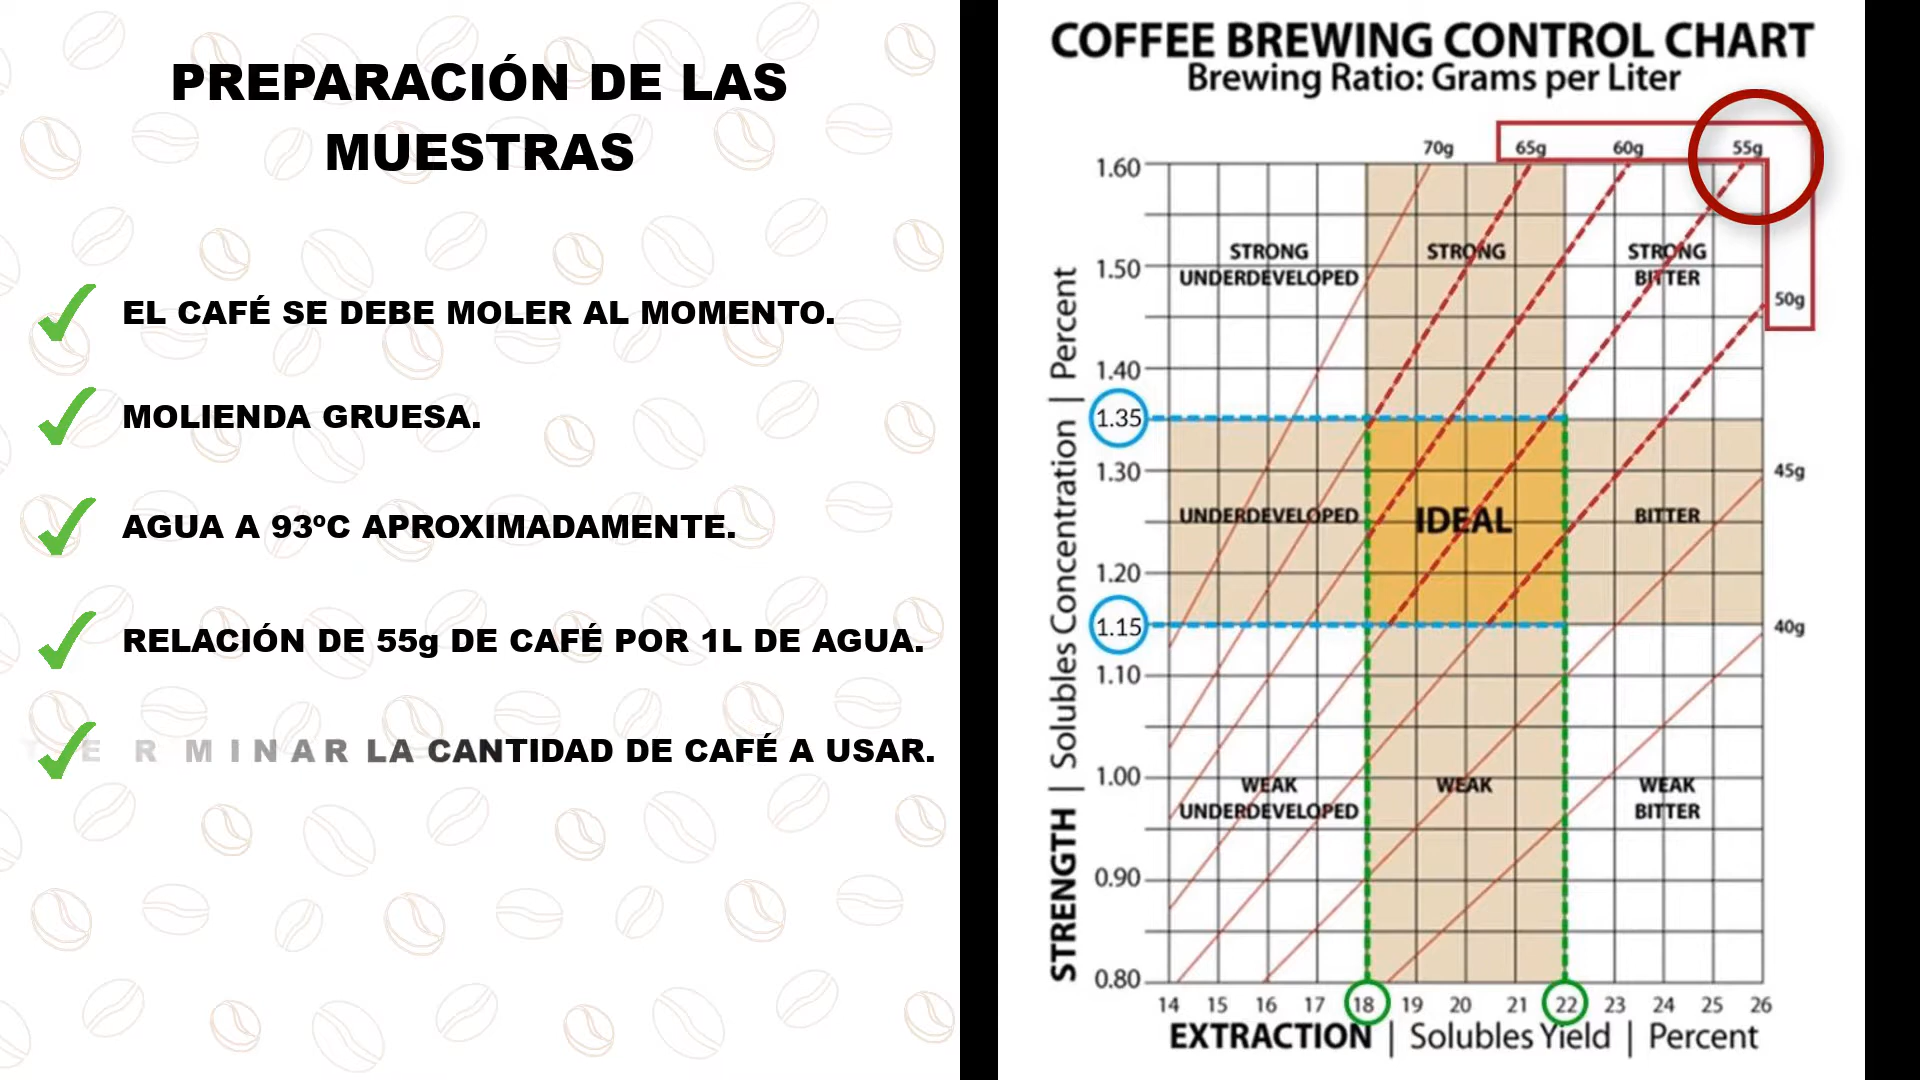 PREPARACIÓN DE LAS
MUESTRAS
EL CAFÉ SE DEBE MOLER AL MOMENTO.
MOLIENDA GRUESA.
AGUA A 93ºC APROXIMADAMENTE.
RELACIÓN DE 55g DE CAFÉ POR 1L DE AGUA.
TERMINAR LA CANTIDAD DE CAFÉ A USAR.
COFFEE BREWING CONTROL CHART
Brewing Ratio: Grams per Liter
70g 65g 60g 55g
1.60
STRONG STRONG STRONG
1.50 UNDERDEVELOPED BITTER
50g
1.40
1.35
1.30 45g
UNDERDEVELOPED IDEAL BITTER
1.20
1.15 40g
1.10
1.00
WEAK WEAK WEAK
UNDERDEVELOPED BITTER
0.90
0.80
14 15 16 17 18 19 20 21 22 23 24 25 26
EXTRACTION | Solubles Yield | Percent
STRENGTH | Solubles Concentration | Percent